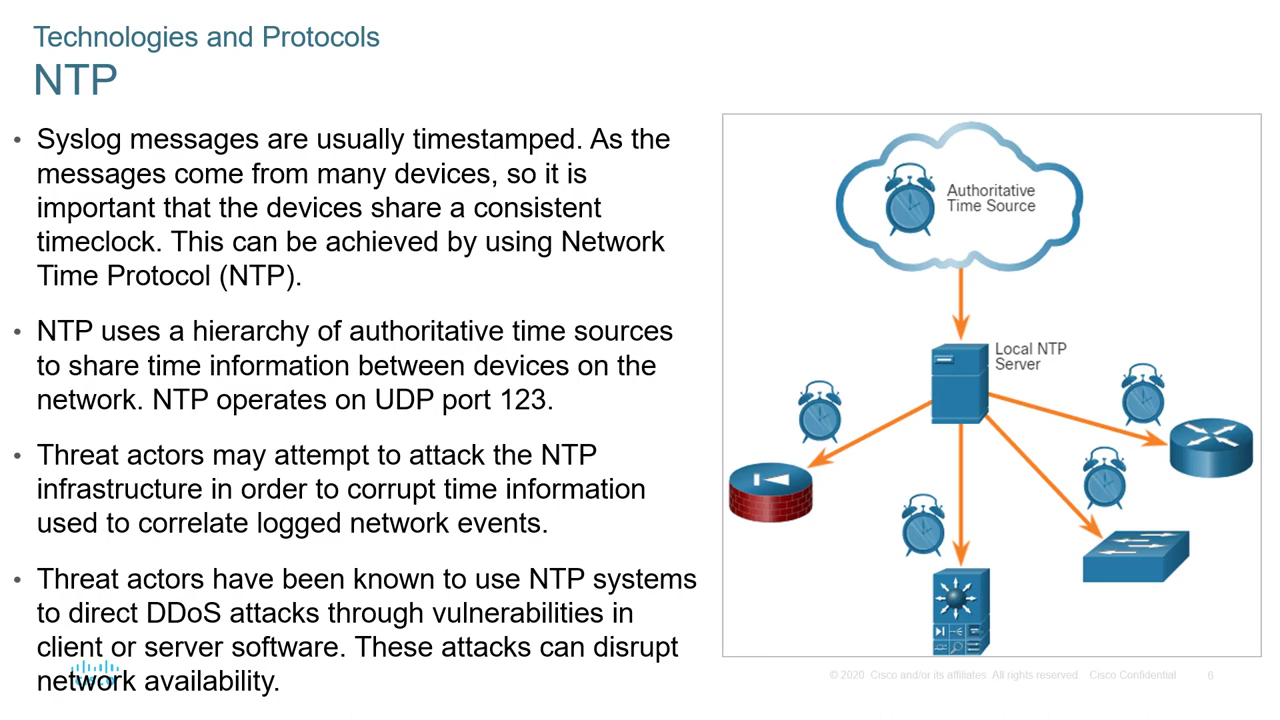 Technologies and Protocols
NTP
• Syslog messages are usually timestamped. As the
messages come from many devices, so it is
important that the devices share a consistent
timeclock. This can be achieved by using Network
Time Protocol (NTP).
• NTP uses a hierarchy of authoritative time sources
to share time information between devices on the
network. NTP operates on UDP port 123.
• Threat actors may attempt to attack the NTP
infrastructure in order to corrupt time information
used to correlate logged network events.
• Threat actors have been known to use NTP systems
to direct DDoS attacks through vulnerabilities in
client or server software. These attacks can disrupt
network availability.
Authoritative
Time Source
Local NTP
Server
© 2020 Cisco and/or its affiliates. All rights reserved. Cisco Confidential
6